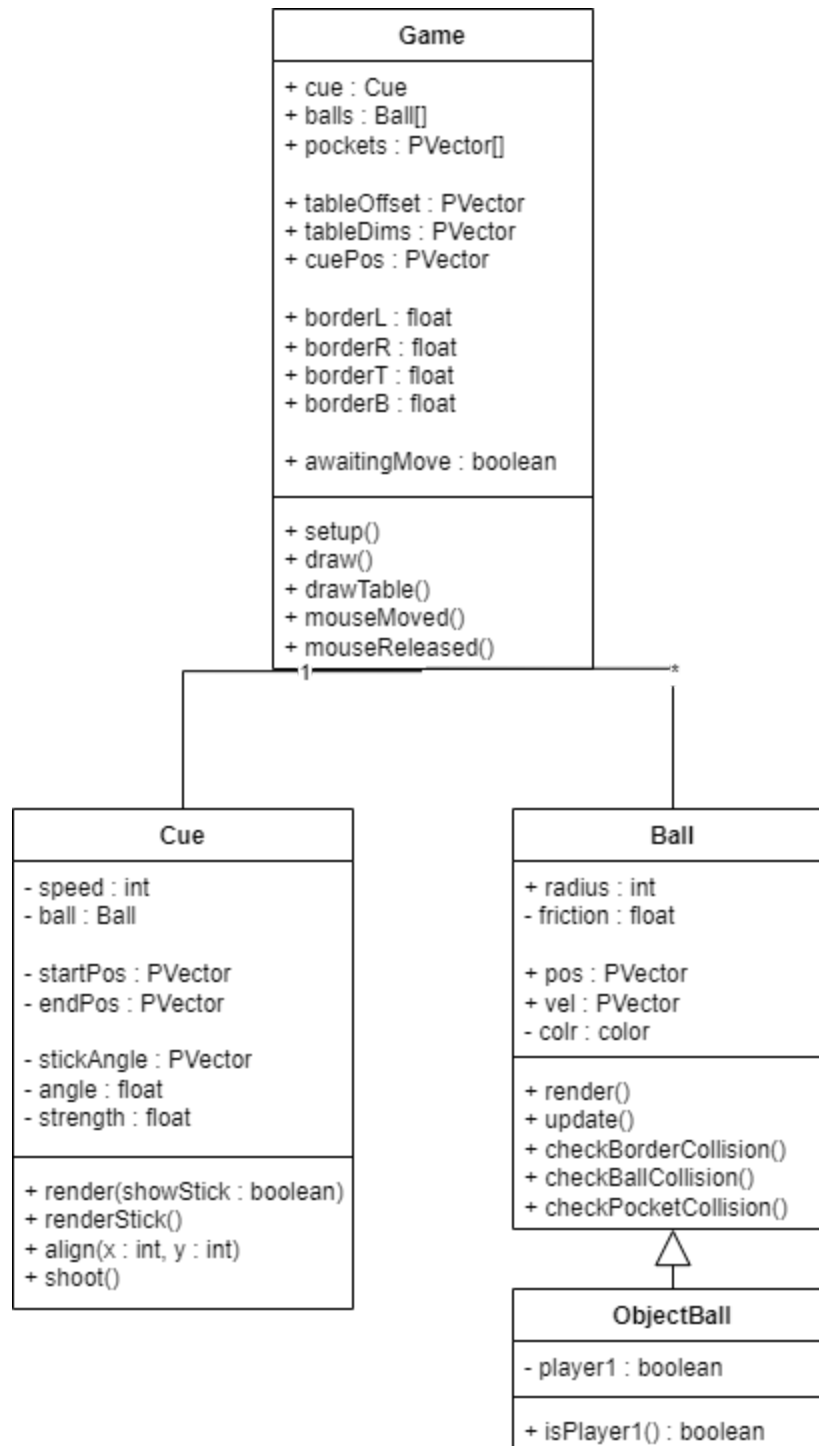 Game
+ cue : Cue
+ balls : Ball[]
+ pockets : PVector[]
+ tableOffset : PVector
+ tableDims : PVector
+ cuePos : PVector
+ borderL : float
+ borderR : float
+ borderT : float
+ borderB : float
+ awaitingMove : boolean
+ setup()
+ draw()
+ drawTable()
+ mouseMoved()
+ mouseReleased()
1
*
Cue
- speed : int
- ball : Ball
- startPos : PVector
- endPos : PVector
- stickAngle : PVector
- angle : float
- strength : float
+ render(showStick : boolean)
+ renderStick()
+ align(x : int, y : int)
+ shoot()
Ball
+ radius : int
- friction : float
+ pos : PVector
+ vel : PVector
- colr : color
+ render()
+ update()
+ checkBorderCollision()
+ checkBallCollision()
+ checkPocketCollision()
ObjectBall
- player1 : boolean
+ isPlayer1() : boolean